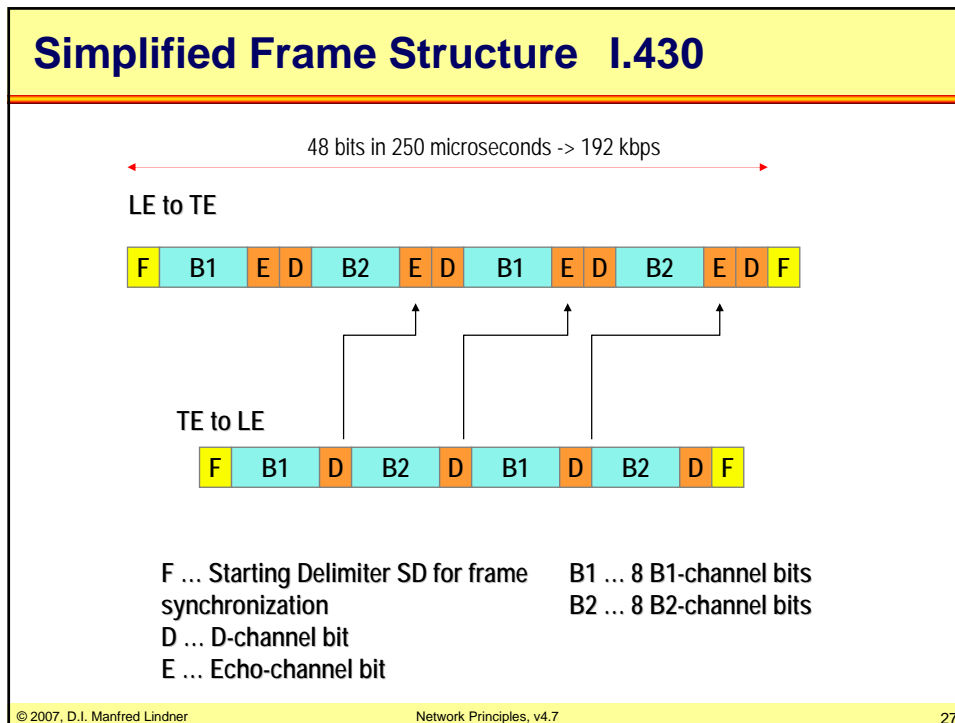 Simplified Frame Structure I.430
48 bits in 250 microseconds -> 192 kbps
LE to TE
F B1 E D B2 E D B1 E D B2 E D F
TE to LE
F B1 D B2 D B1 D B2 D F
F ... Starting Delimiter SD for frame
synchronization
D ... D-channel bit
E ... Echo-channel bit
B1 ... 8 B1-channel bits
B2 ... 8 B2-channel bits
© 2007, D.I. Manfred Lindner
Network Principles, v4.7
27